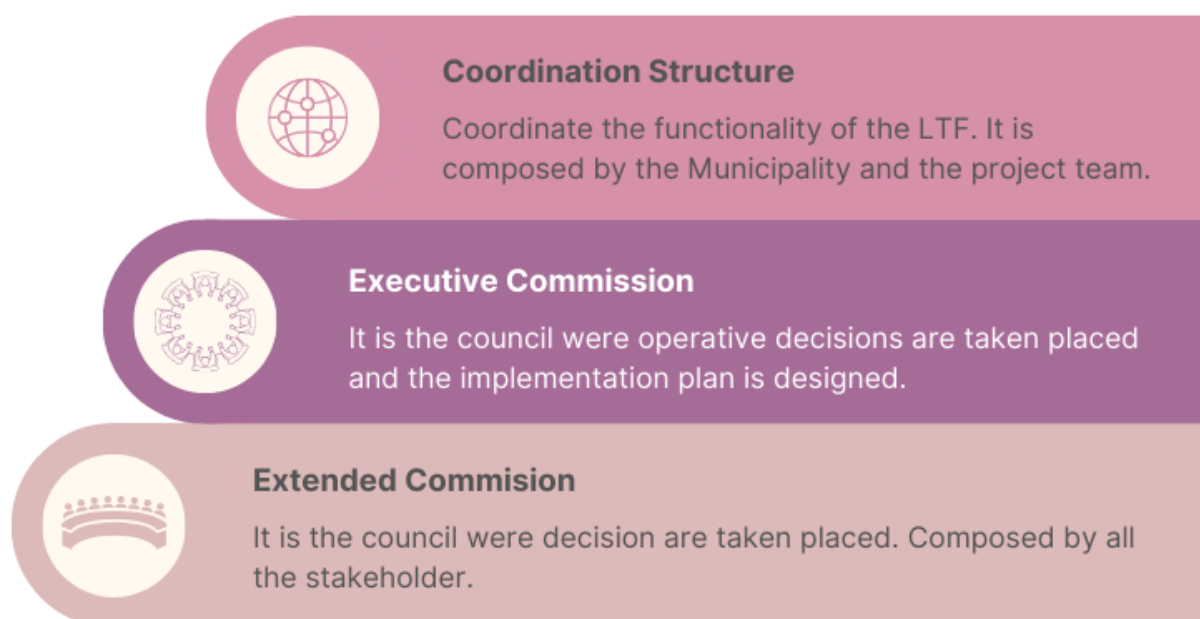 Coordination Structure
Coordinate the functionality of the LTF. It is
composed by the Municipality and the project team.
Executive Commission
It is the council were operative decisions are taken placed
and the implementation plan is designed.
Extended Commision
It is the council were decision are taken placed. Composed by all
the stakeholder.